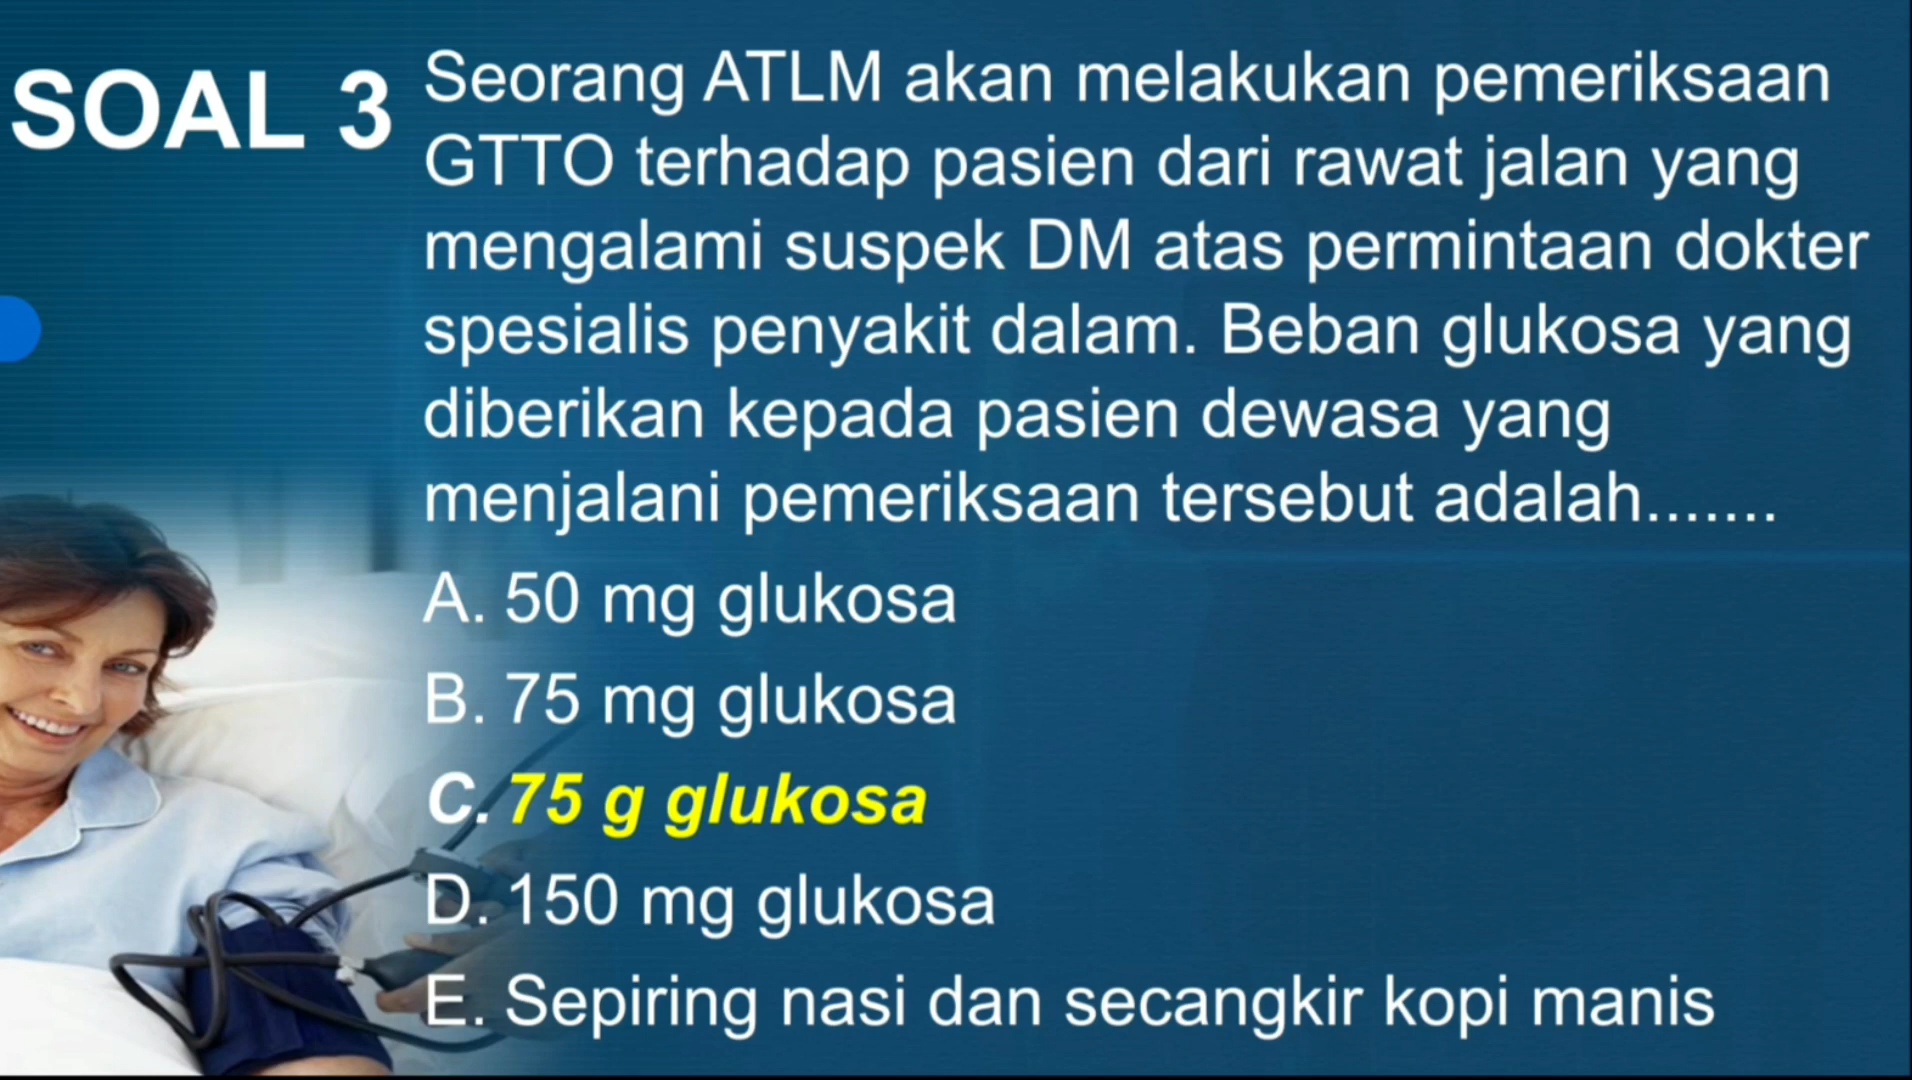 SOAL 3
Seorang ATLM akan melakukan pemeriksaan
GTTO terhadap pasien dari rawat jalan yang
mengalami suspek DM atas permintaan dokter
spesialis penyakit dalam. Beban glukosa yang
diberikan kepada pasien dewasa yang
menjalani pemeriksaan tersebut adalah.......
A. 50 mg glukosa
B. 75 mg glukosa
C. 75 g glukosa
D. 150 mg glukosa
E. Sepiring nasi dan secangkir kopi manis